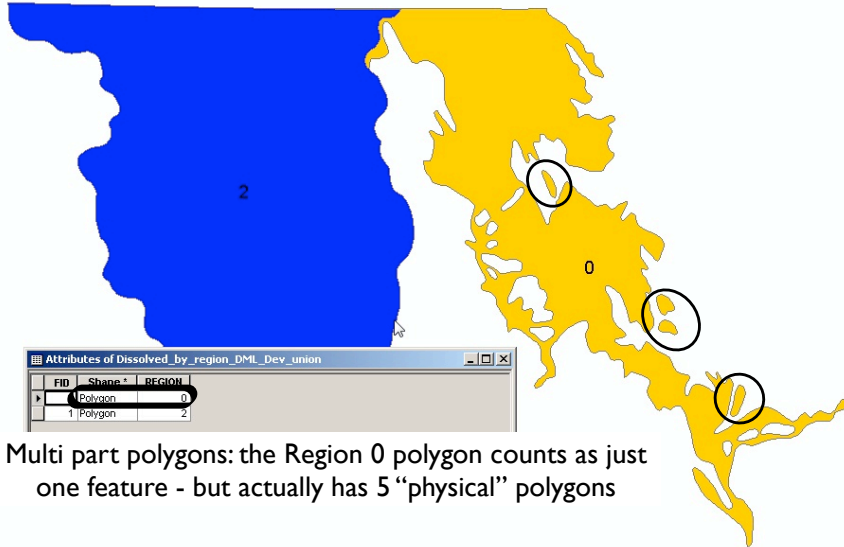 2
0
Attributes of Dissolved_by_region_DML_Dev_union
FID Shape * REGION
Polygon 0
1 Polygon 2
Multi part polygons: the Region 0 polygon counts as just
one feature - but actually has 5 “physical” polygons